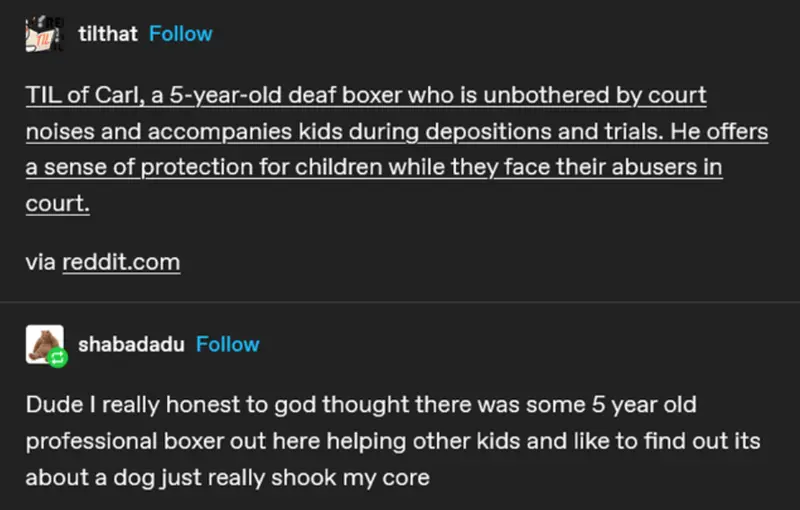 tilthat Follow
TIL of Carl, a 5-year-old deaf boxer who is unbothered by court
noises and accompanies kids during depositions and trials. He offers
a sense of protection for children while they face their abusers in
court.
via reddit.com
shabadadu Follow
Dude I really honest to god thought there was some 5 year old
professional boxer out here helping other kids and like to find out its
about a dog just really shook my core